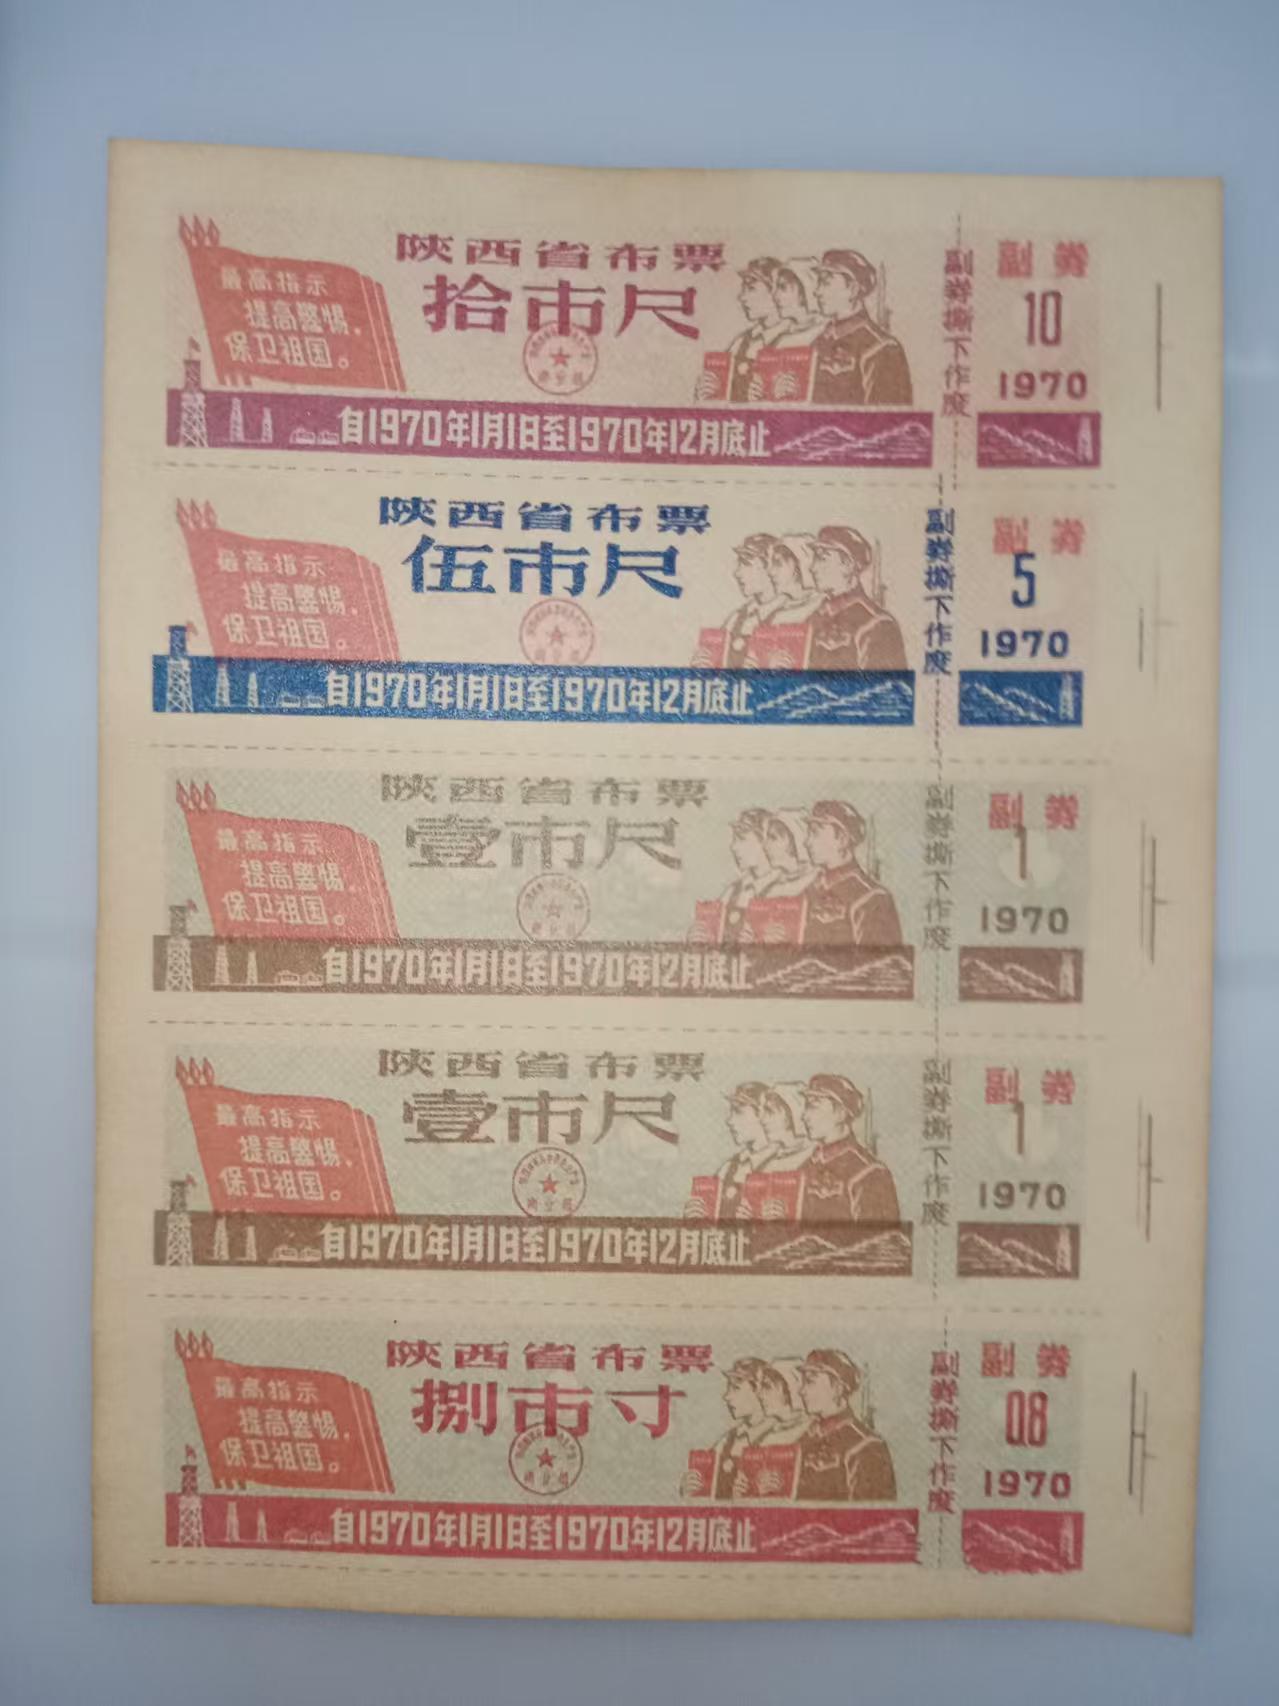 陕西省布票
拾市尺
最高指示
提高警惕，
保卫祖国。
自1970年1月1日至1970年12月底止
副券撕下作废
副券
10
1970
陕西省布票
伍市尺
最高指示
提高警惕，
保卫祖国。
自1970年1月1日至1970年12月底止
副券撕下作废
副券
5
1970
陕西省布票
壹市尺
最高指示
提高警惕，
保卫祖国。
自1970年1月1日至1970年12月底止
副券撕下作废
副券
1
1970
陕西省布票
壹市尺
最高指示
提高警惕，
保卫祖国。
自1970年1月1日至1970年12月底止
副券撕下作废
副券
1
1970
陕西省布票
捌市寸
最高指示
提高警惕，
保卫祖国。
自1970年1月1日至1970年12月底止
副券撕下作废
副券
0.8
1970